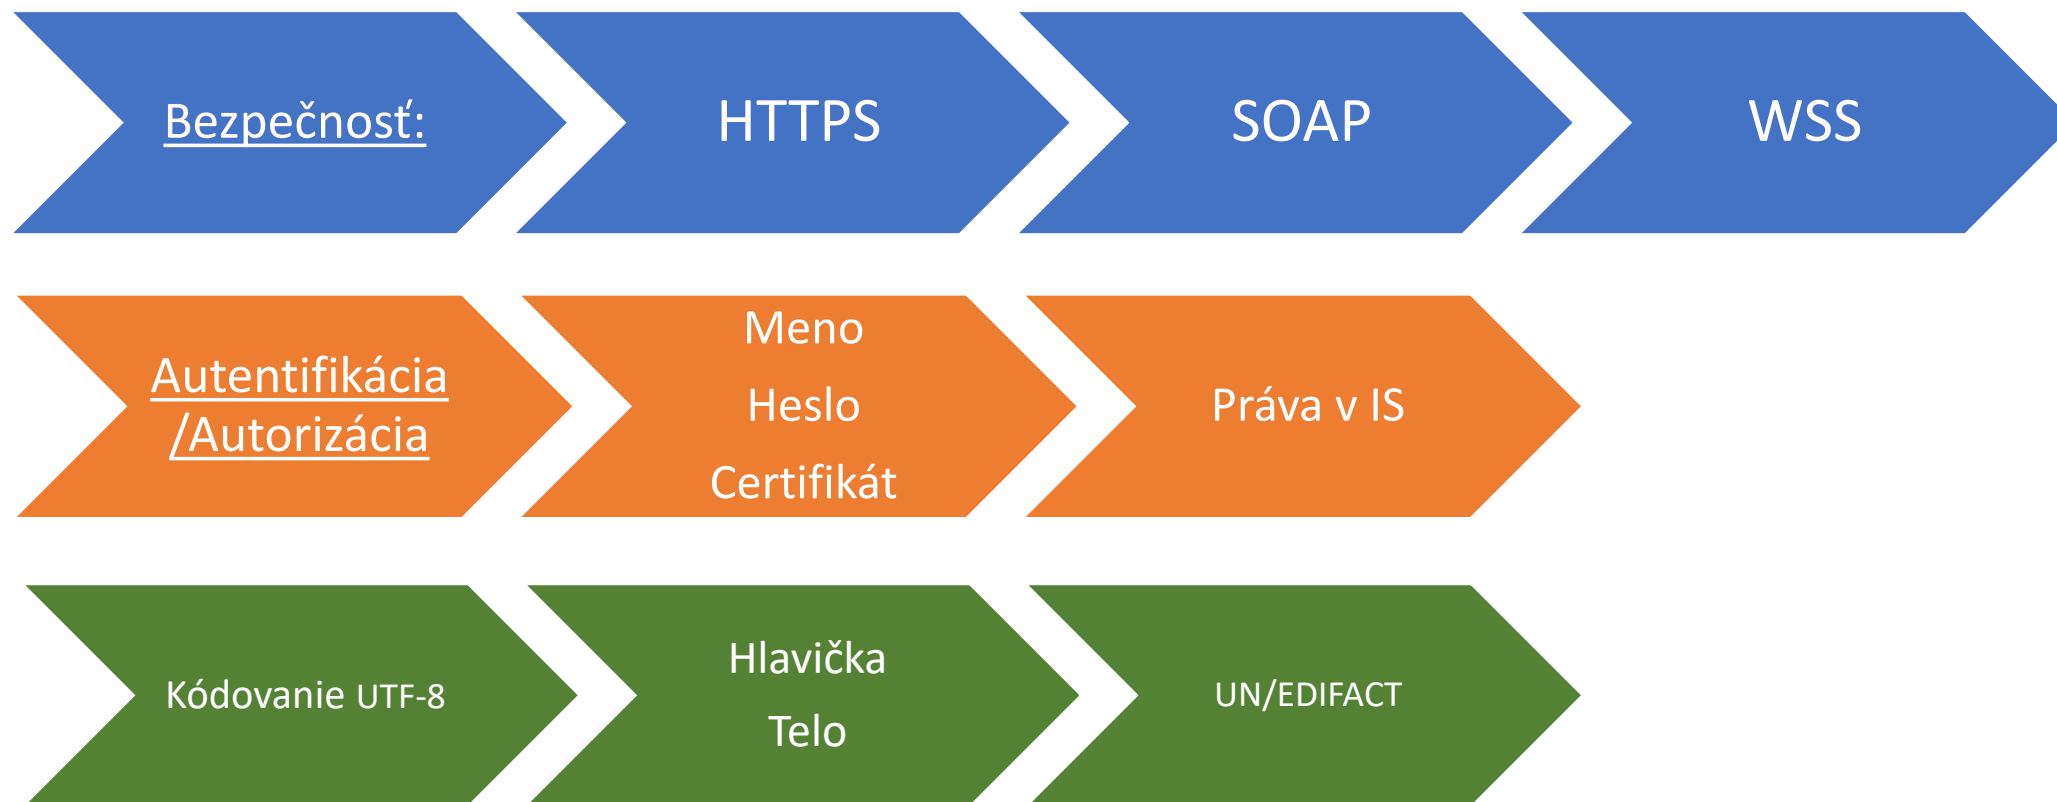 Bezpečnosť:
HTTPS
SOAP
WSS
Autentifikácia
/Autorizácia
Meno
Heslo
Certifikát
Práva v IS
Kódovanie UTF-8
Hlavička
Telo
UN/EDIFACT